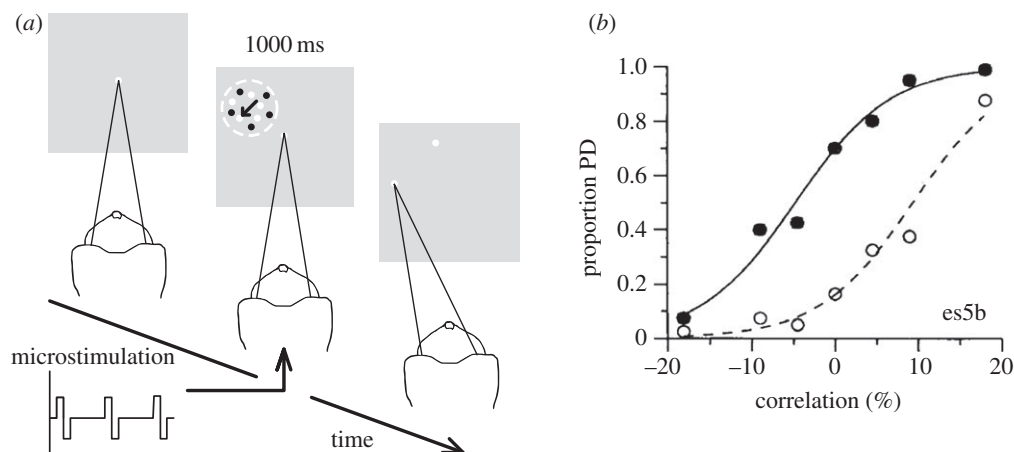 (a)
1000 ms
microstimulation
time
(b)
proportion PD
1.0
0.8
0.6
0.4
0.2
0
es5b
–20
–10
0
10
20
correlation (%)